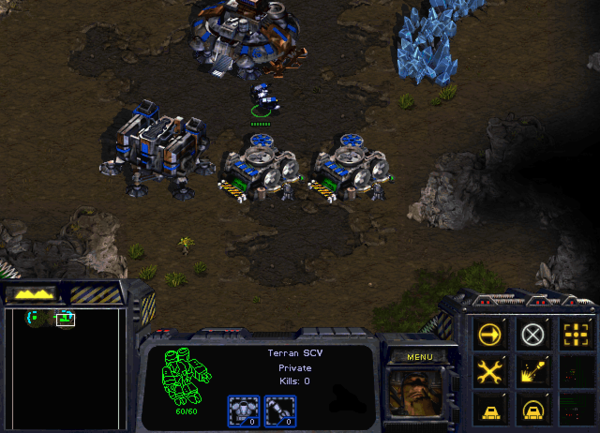 Terran SCV
Private
MENU
Kills: 0
60/60
0
0